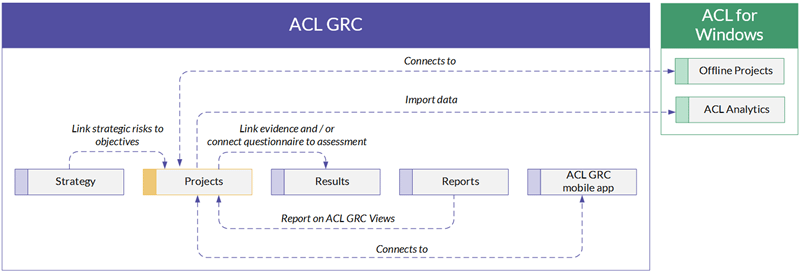 ACL GRC
ACL for
Windows
Connects to
Offline Projects
Import data
ACL Analytics
Link strategic risks to
objectives
Link evidence and / or
connect questionnaire to assessment
Strategy
Projects
Results
Reports
ACL GRC
mobile app
Report on ACL GRC Views
Connects to